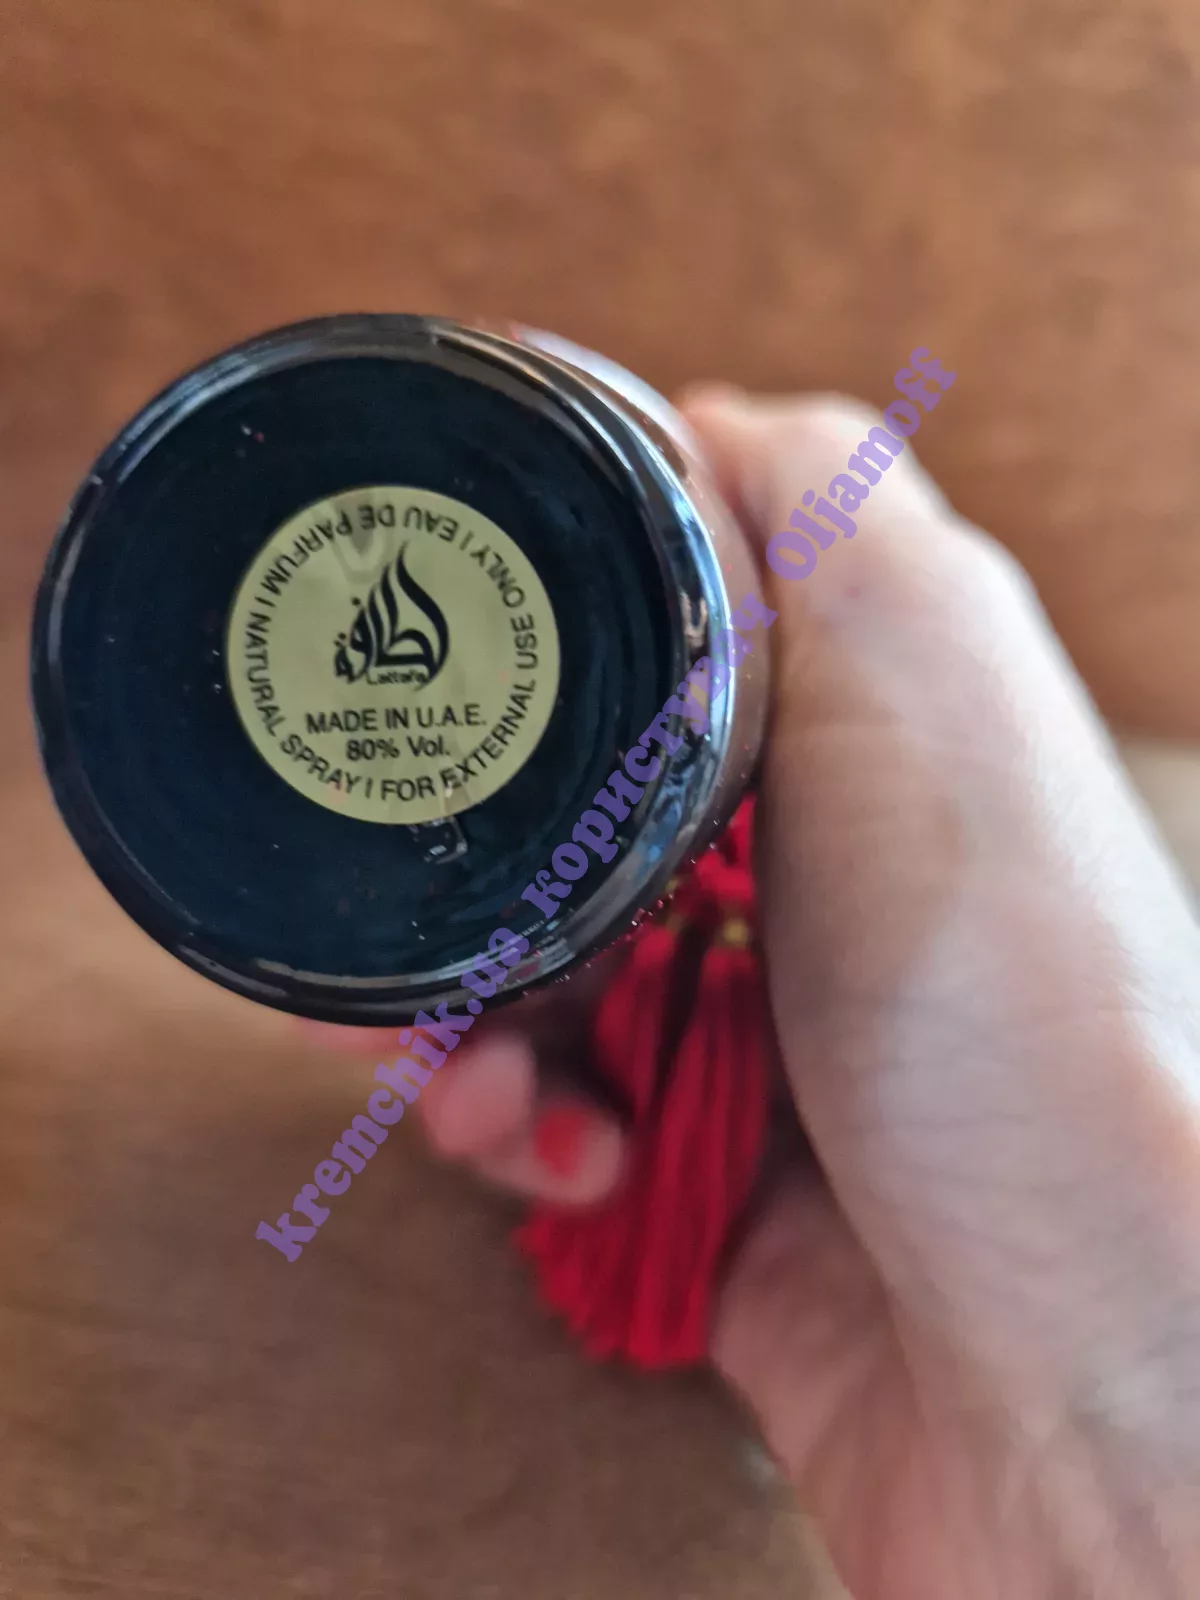 EAU DE PARFUM | NATURAL SPRAY | FOR EXTERNAL USE ONLY |
لطافة
Lattafa
MADE IN U.A.E.
80% Vol.
kremchik.ua користувач Oljamoff